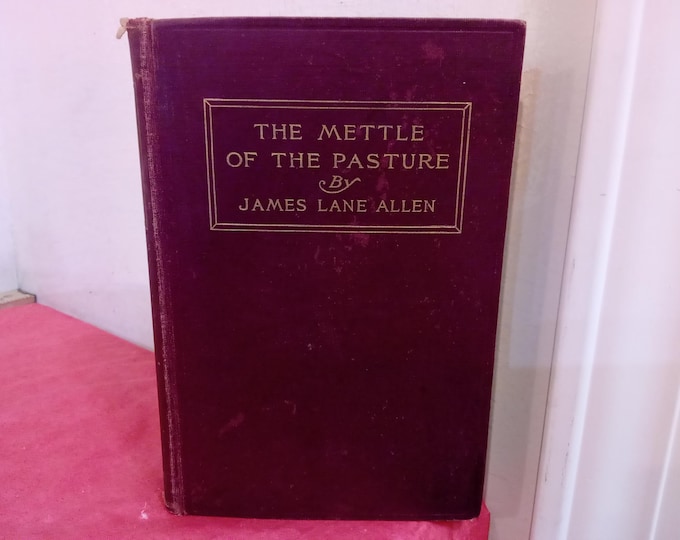 THE METTLE
OF THE PASTURE
By
JAMES LANE ALLEN